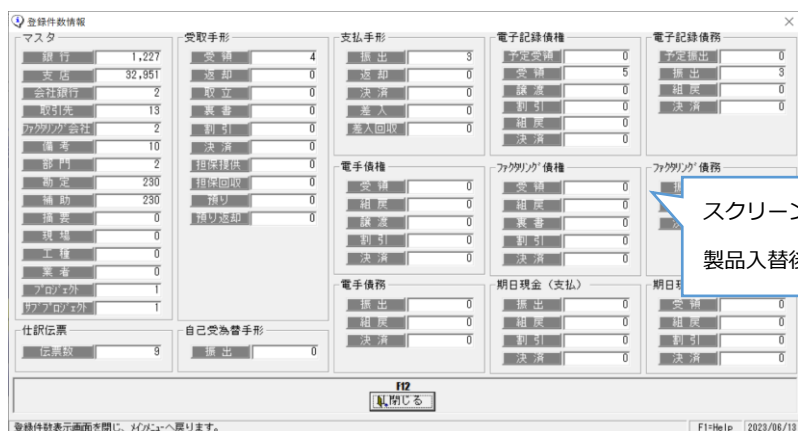 登録件数情報
マスタ
銀行 1,227
支店 32,951
会社銀行 2
取引先 13
ファクタリング会社 2
備考 10
部門 2
勘定 230
補助 230
摘要 0
現場 0
工種 0
業者 0
プロジェクト 1
サブプロジェクト 1
仕訳伝票
伝票数 9
受取手形
受領 4
返却 0
取立 0
裏書 0
割引 0
決済 0
担保提供 0
担保回収 0
預り 0
預り返却 0
自己受為替手形
振出 0
支払手形
振出 3
返却 0
決済 0
差入 0
差入回収 0
電手債権
受領 0
組戻 0
譲渡 0
割引 0
決済 0
電手債務
振出 0
組戻 0
決済 0
電子記録債権
予定受領 0
受領 5
譲渡 0
割引 0
組戻 0
決済 0
ファクタリング債権
受領 0
組戻 0
裏書 0
割引 0
決済 0
期日現金（支払）
振出 0
組戻 0
割引 0
決済 0
電子記録債務
予定振出 0
振出 3
組戻 0
決済 0
ファクタリング債務
スクリーン
製品入替後
期日現
受領 0
組戻 0
割引 0
決済 0
F12
閉じる
登録件数表示画面を閉じ、メインメニューへ戻ります。
F1=Help 2023/06/13